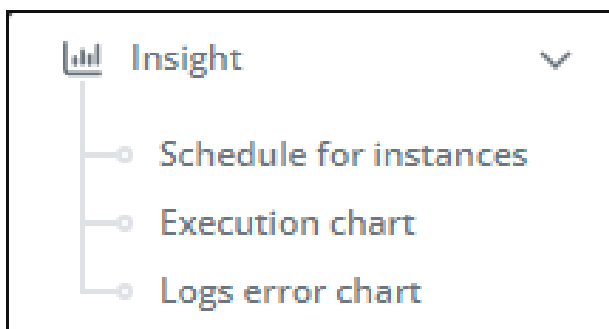 Insight
Schedule for instances
Execution chart
Logs error chart